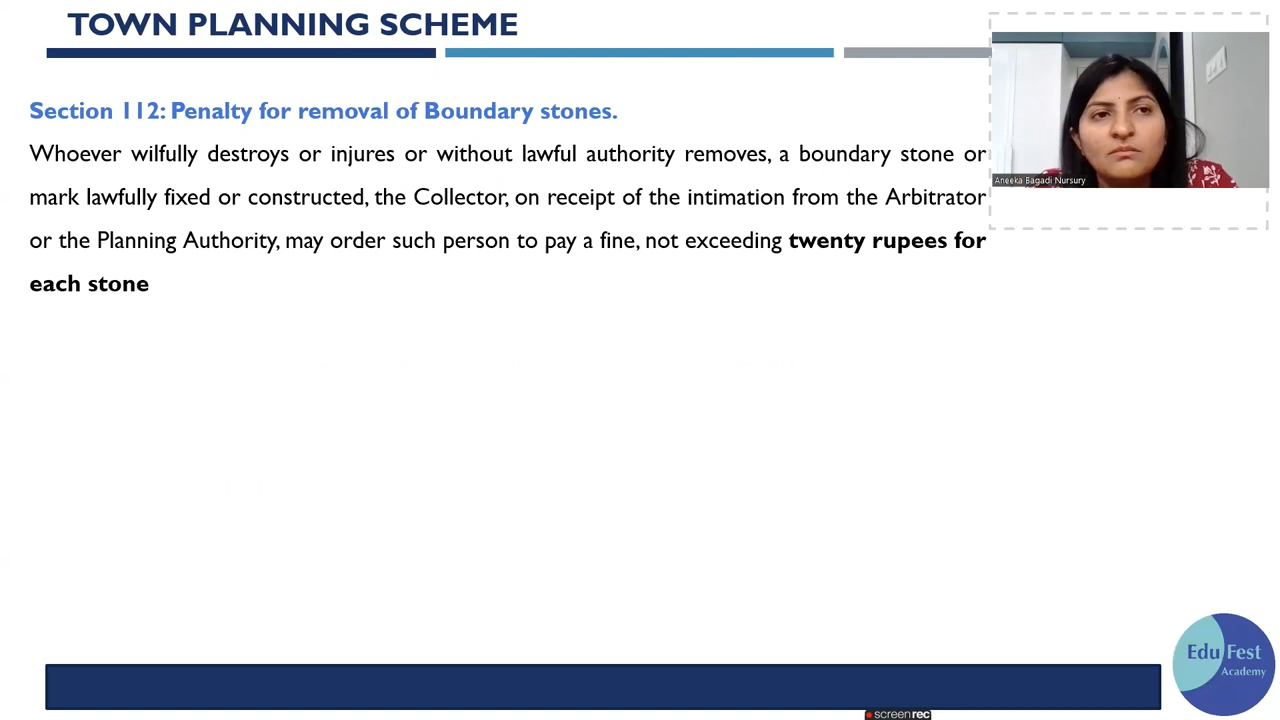 TOWN PLANNING SCHEME
Section 112: Penalty for removal of Boundary stones.
Whoever wilfully destroys or injures or without lawful authority removes, a boundary stone or
mark lawfully fixed or constructed, the Collector, on receipt of the intimation from the Arbitrator
or the Planning Authority, may order such person to pay a fine, not exceeding twenty rupees for
each stone
Aneeka Bagadi Nursury
Edu Fest
Academy
screenrec